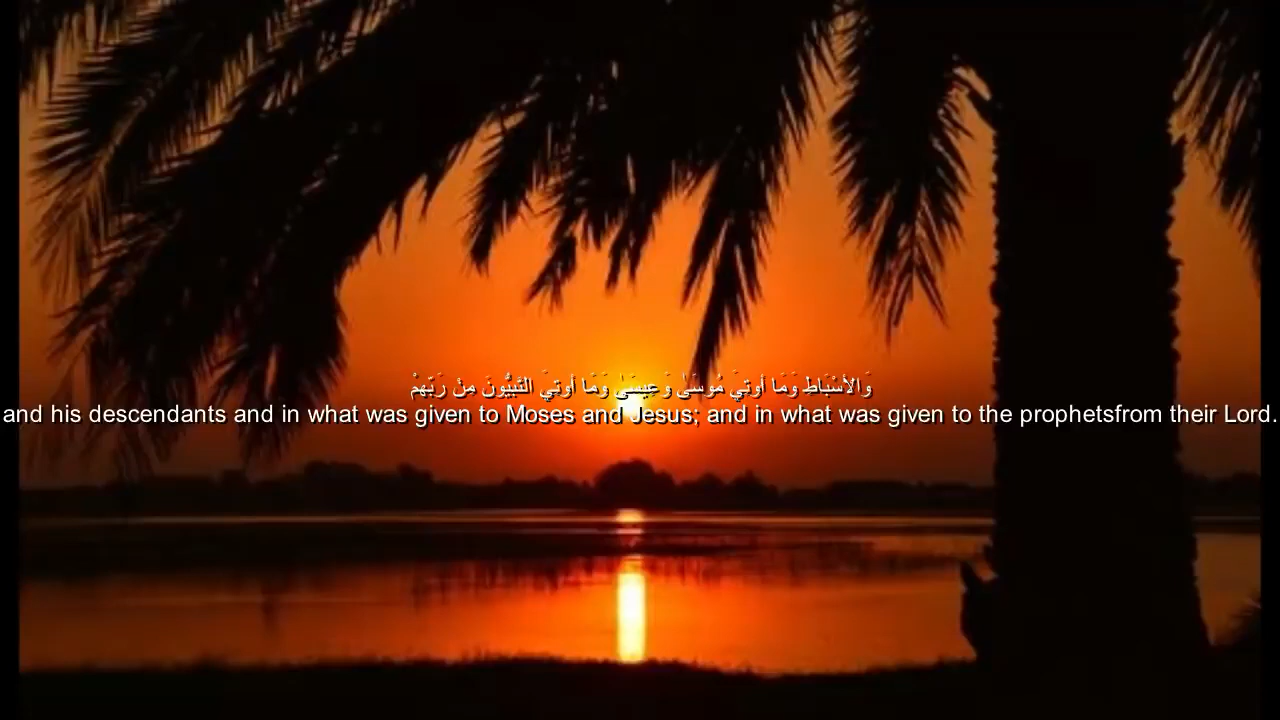 وَالأَسْبَاطِ وَمَا أُوتِيَ مُوسَىٰ وَعِيسَىٰ وَمَا أُوتِيَ النَّبِيُّونَ مِنْ رَبِّهِمْ
and his descendants and in what was given to Moses and Jesus; and in what was given to the prophetsfrom their Lord.